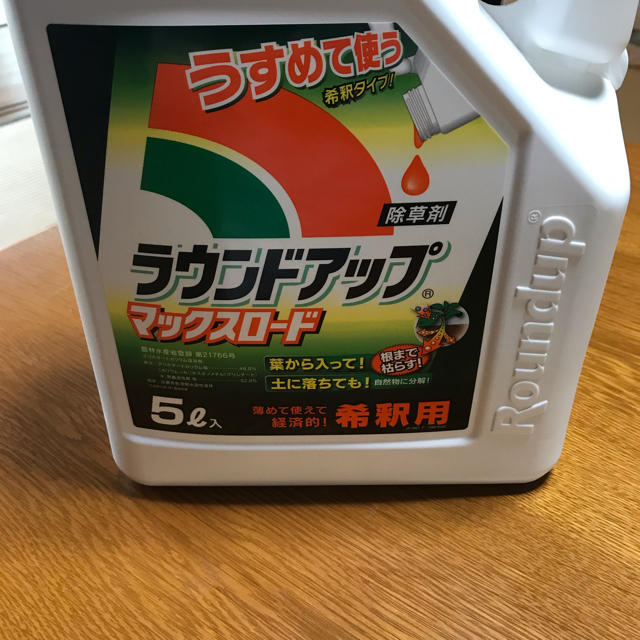 うすめて使う
希釈タイプ!
除草剤
ラウンドアップ®
マックスロード
農林水産省登録 第21766号
葉から入って!
土に落ちても!
自然物に分解!
根まで
枯らす!
5ℓ入
薄めて使えて
経済的!
希釈用
Roundup®